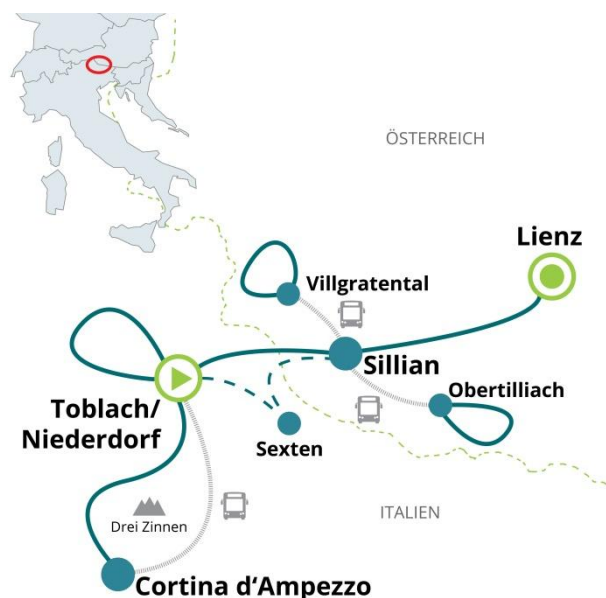 ÖSTERREICH
Lienz
Villgratental
Sillian
Toblach/
Niederdorf
Obertilliach
Sexten
Drei Zinnen
ITALIEN
Cortina d‘Ampezzo